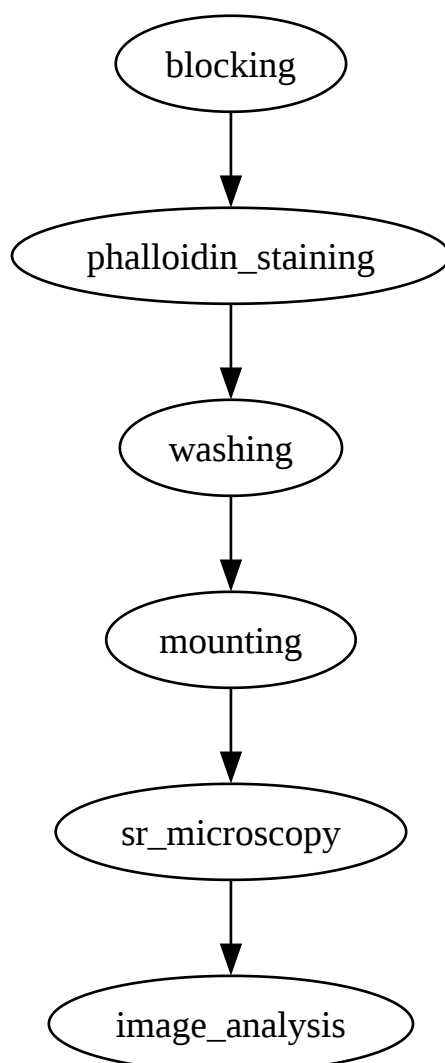 blocking
phalloidin_staining
washing
mounting
sr_microscopy
image_analysis